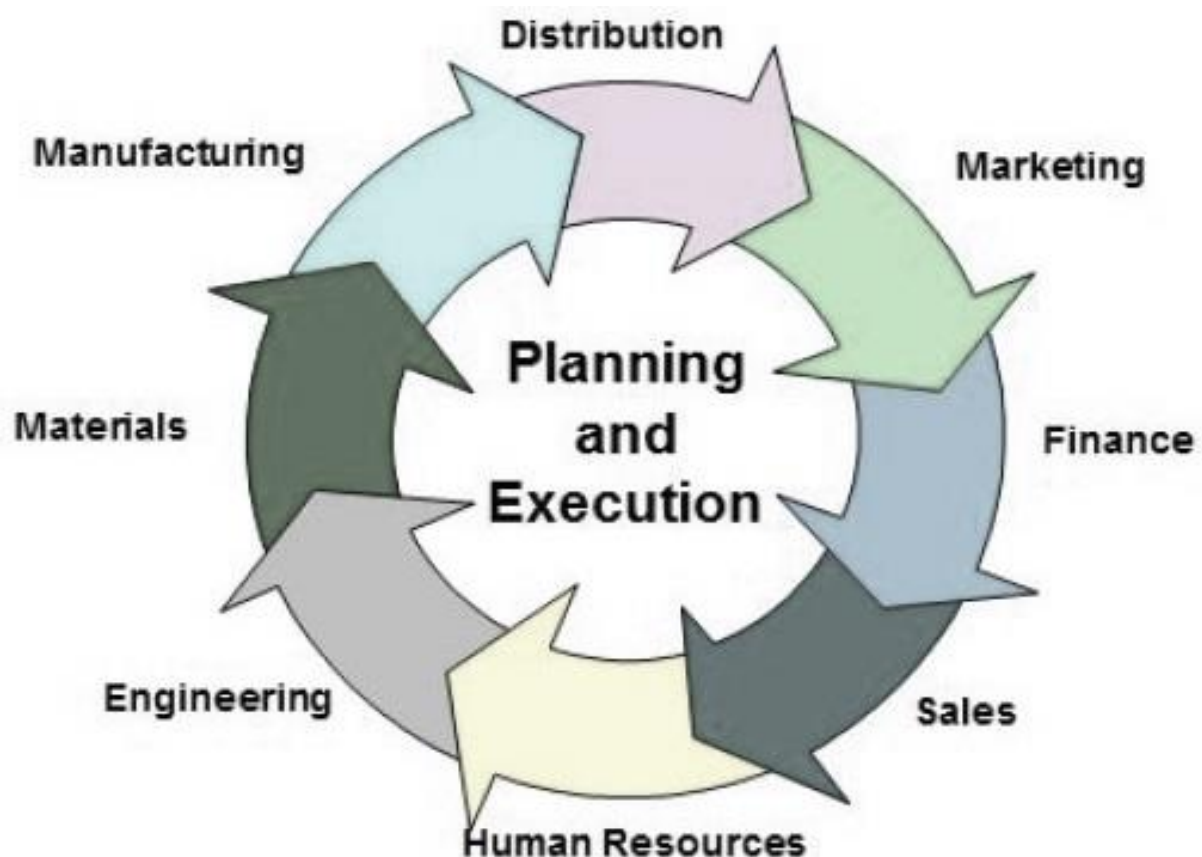 Distribution
Manufacturing
Marketing
Planning
and
Execution
Materials
Finance
Engineering
Sales
Human Resources